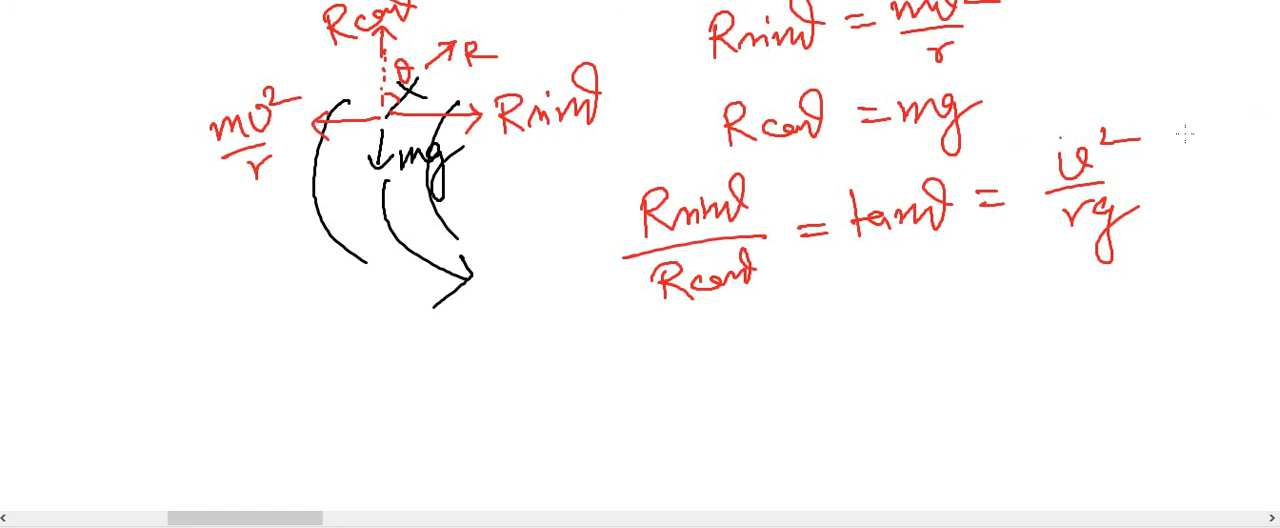 Rcosθ
θ
R
mv²/r
Rsinθ
mg
Rsinθ = mv²/r
Rcosθ = mg
Rsinθ/Rcosθ = tanθ = v²/rg